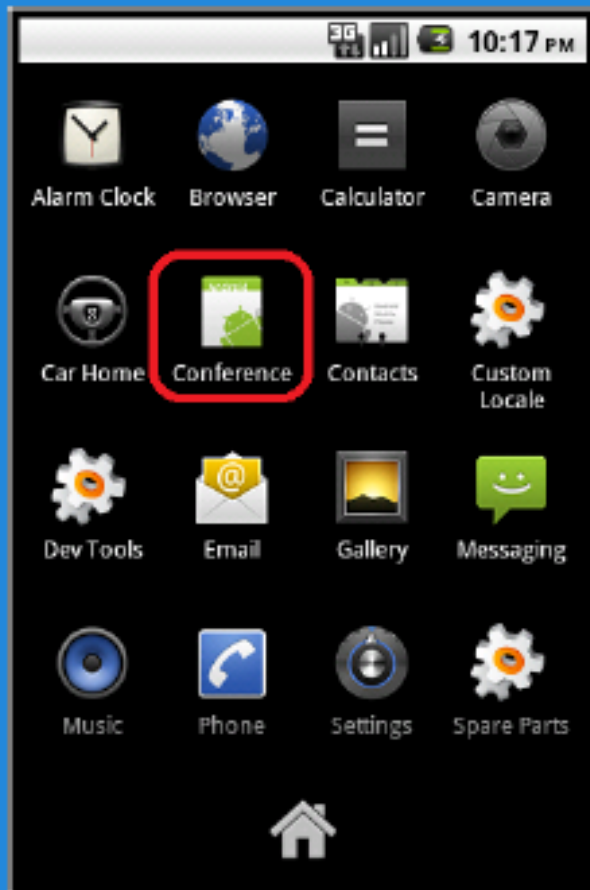 3G 10:17 PM
Alarm Clock Browser Calculator Camera
Car Home Conference Contacts Custom
Locale
Dev Tools Email Gallery Messaging
Music Phone Settings Spare Parts